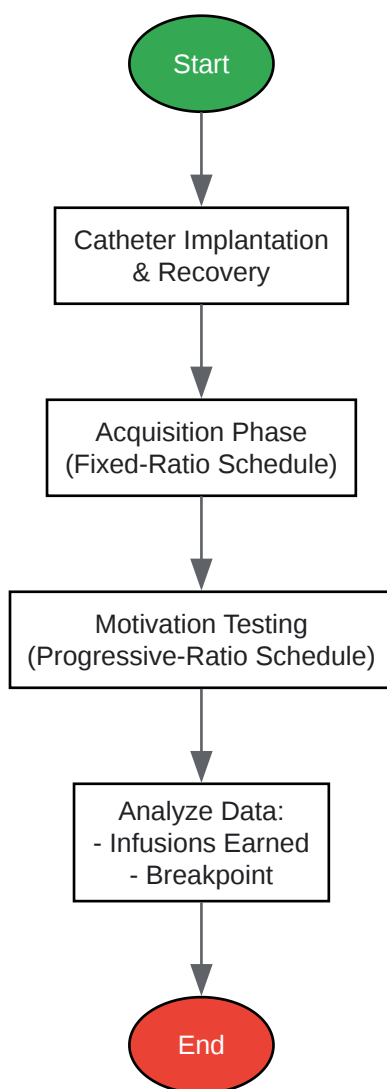 Start
Catheter Implantation
& Recovery
Acquisition Phase
(Fixed-Ratio Schedule)
Motivation Testing
(Progressive-Ratio Schedule)
Analyze Data:
- Infusions Earned
- Breakpoint
End